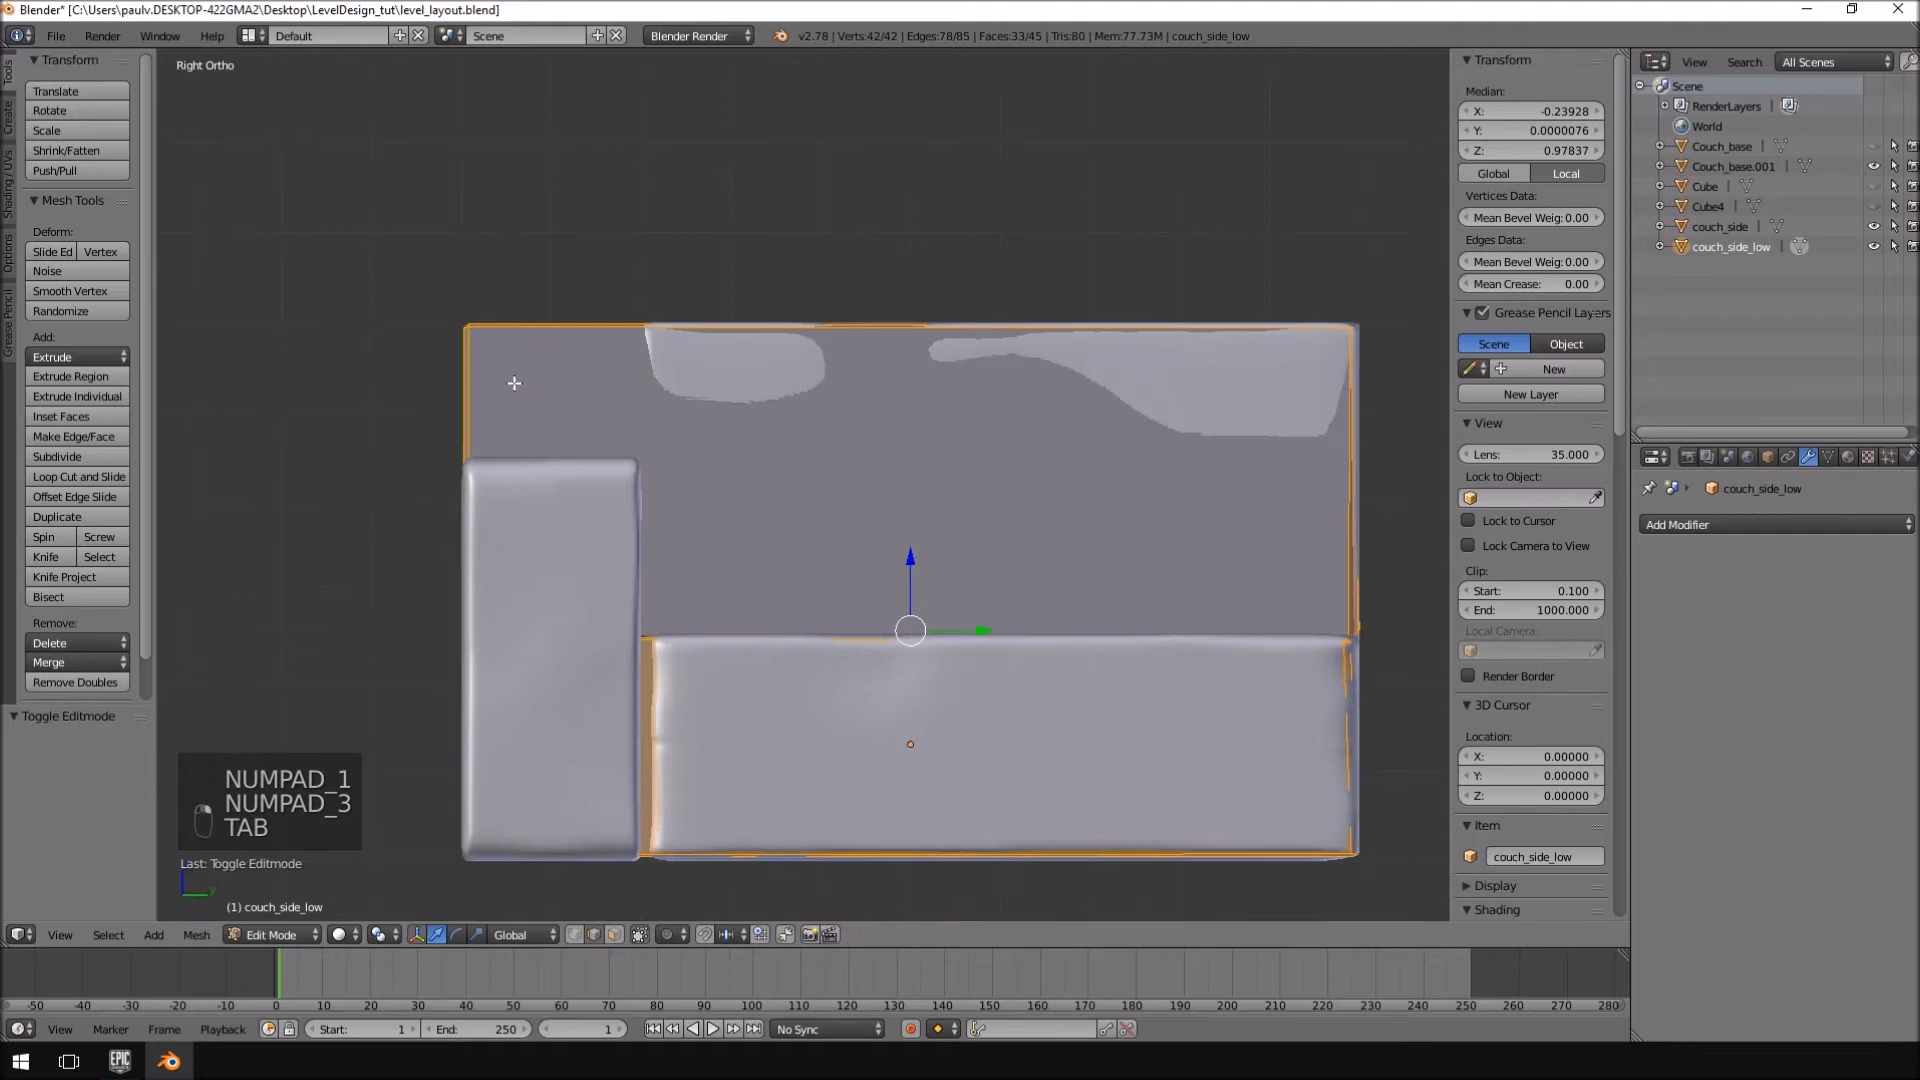 Blender* [C:\Users\paulv.DESKTOP-422GMA2\Desktop\LevelDesign_tut\level_layout.blend]
File Render Window Help Default Scene Blender Render v2.78 | Verts:42/42 | Edges:78/85 | Faces:33/45 | Tris:80 | Mem:77.73M | couch_side_low
Tools
Create
Shading / UVs
Options
Grease Pencil
Transform
Translate
Rotate
Scale
Shrink/Fatten
Push/Pull
Mesh Tools
Deform:
Slide Ed Vertex
Noise
Smooth Vertex
Randomize
Add:
Extrude
Extrude Region
Extrude Individual
Inset Faces
Make Edge/Face
Subdivide
Loop Cut and Slide
Offset Edge Slide
Duplicate
Spin Screw
Knife Select
Knife Project
Bisect
Remove:
Delete
Merge
Remove Doubles
Toggle Editmode
Right Ortho
NUMPAD_1
NUMPAD_3
TAB
Last: Toggle Editmode
y
(1) couch_side_low
Transform
Median:
X: -0.23928
Y: 0.0000076
Z: 0.97837
Global Local
Vertices Data:
Mean Bevel Weig: 0.00
Edges Data:
Mean Bevel Weig: 0.00
Mean Crease: 0.00
Grease Pencil Layers
Scene Object
New
New Layer
View
Lens: 35.000
Lock to Object:
Lock to Cursor
Lock Camera to View
Clip:
Start: 0.100
End: 1000.000
Local Camera:
Render Border
3D Cursor
Location:
X: 0.00000
Y: 0.00000
Z: 0.00000
Item
couch_side_low
Display
Shading
View Search All Scenes
Scene
RenderLayers
World
Couch_base
Couch_base.001
Cube
Cube4
couch_side
couch_side_low
couch_side_low
Add Modifier
View Select Add Mesh Edit Mode Global
-50 -40 -30 -20 -10 0 10 20 30 40 50 60 70 80 90 100 110 120 130 140 150 160 170 180 190 200 210 220 230 240 250 260 270 280
View Marker Frame Playback Start: 1 End: 250 1 No Sync
EPIC